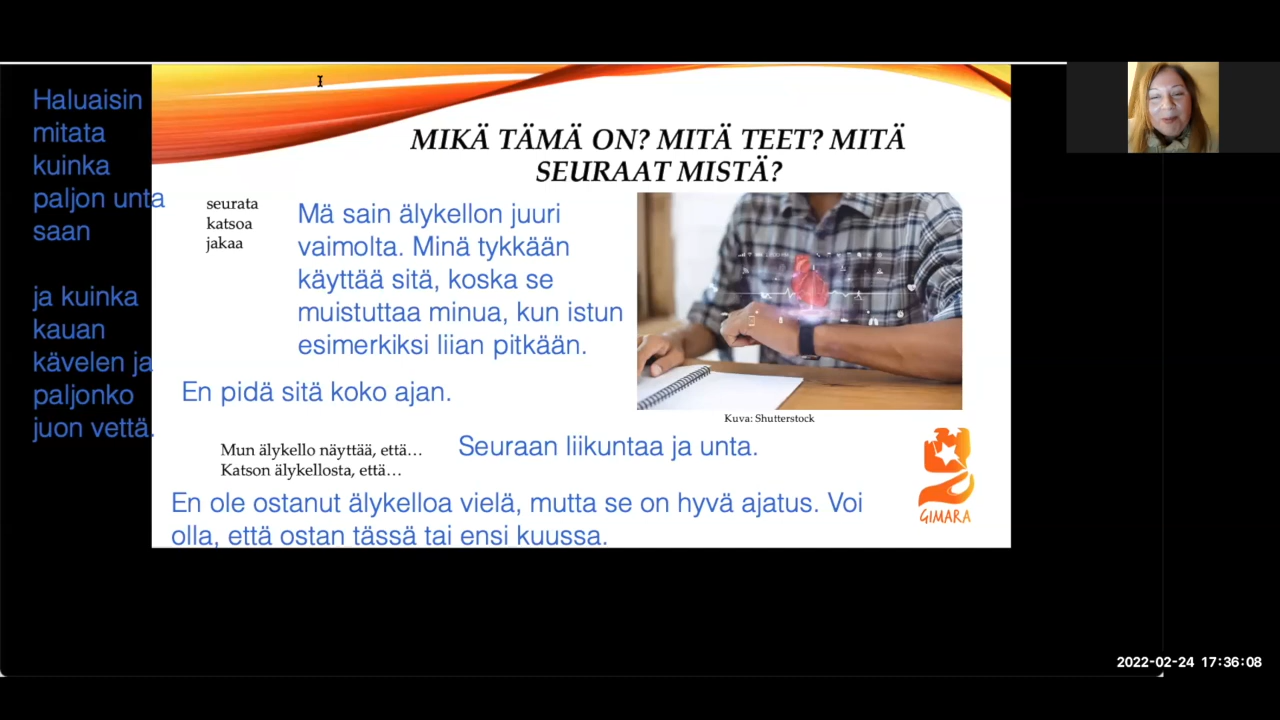 Haluaisin
mitata
kuinka
paljon unta
saan
ja kuinka
kauan
kävelen ja
paljonko
juon vettä.
MIKÄ TÄMÄ ON? MITÄ TEET? MITÄ
SEURAAT MISTÄ?
seurata
katsoa
jakaa
Mä sain älykellon juuri
vaimolta. Minä tykkään
käyttää sitä, koska se
muistuttaa minua, kun istun
esimerkiksi liian pitkään.
En pidä sitä koko ajan.
Kuva: Shutterstock
Mun älykello näyttää, että…
Katson älykellosta, että…
Seuraan liikuntaa ja unta.
GIMARA
En ole ostanut älykelloa vielä, mutta se on hyvä ajatus. Voi
olla, että ostan tässä tai ensi kuussa.
2022-02-24 17:36:08